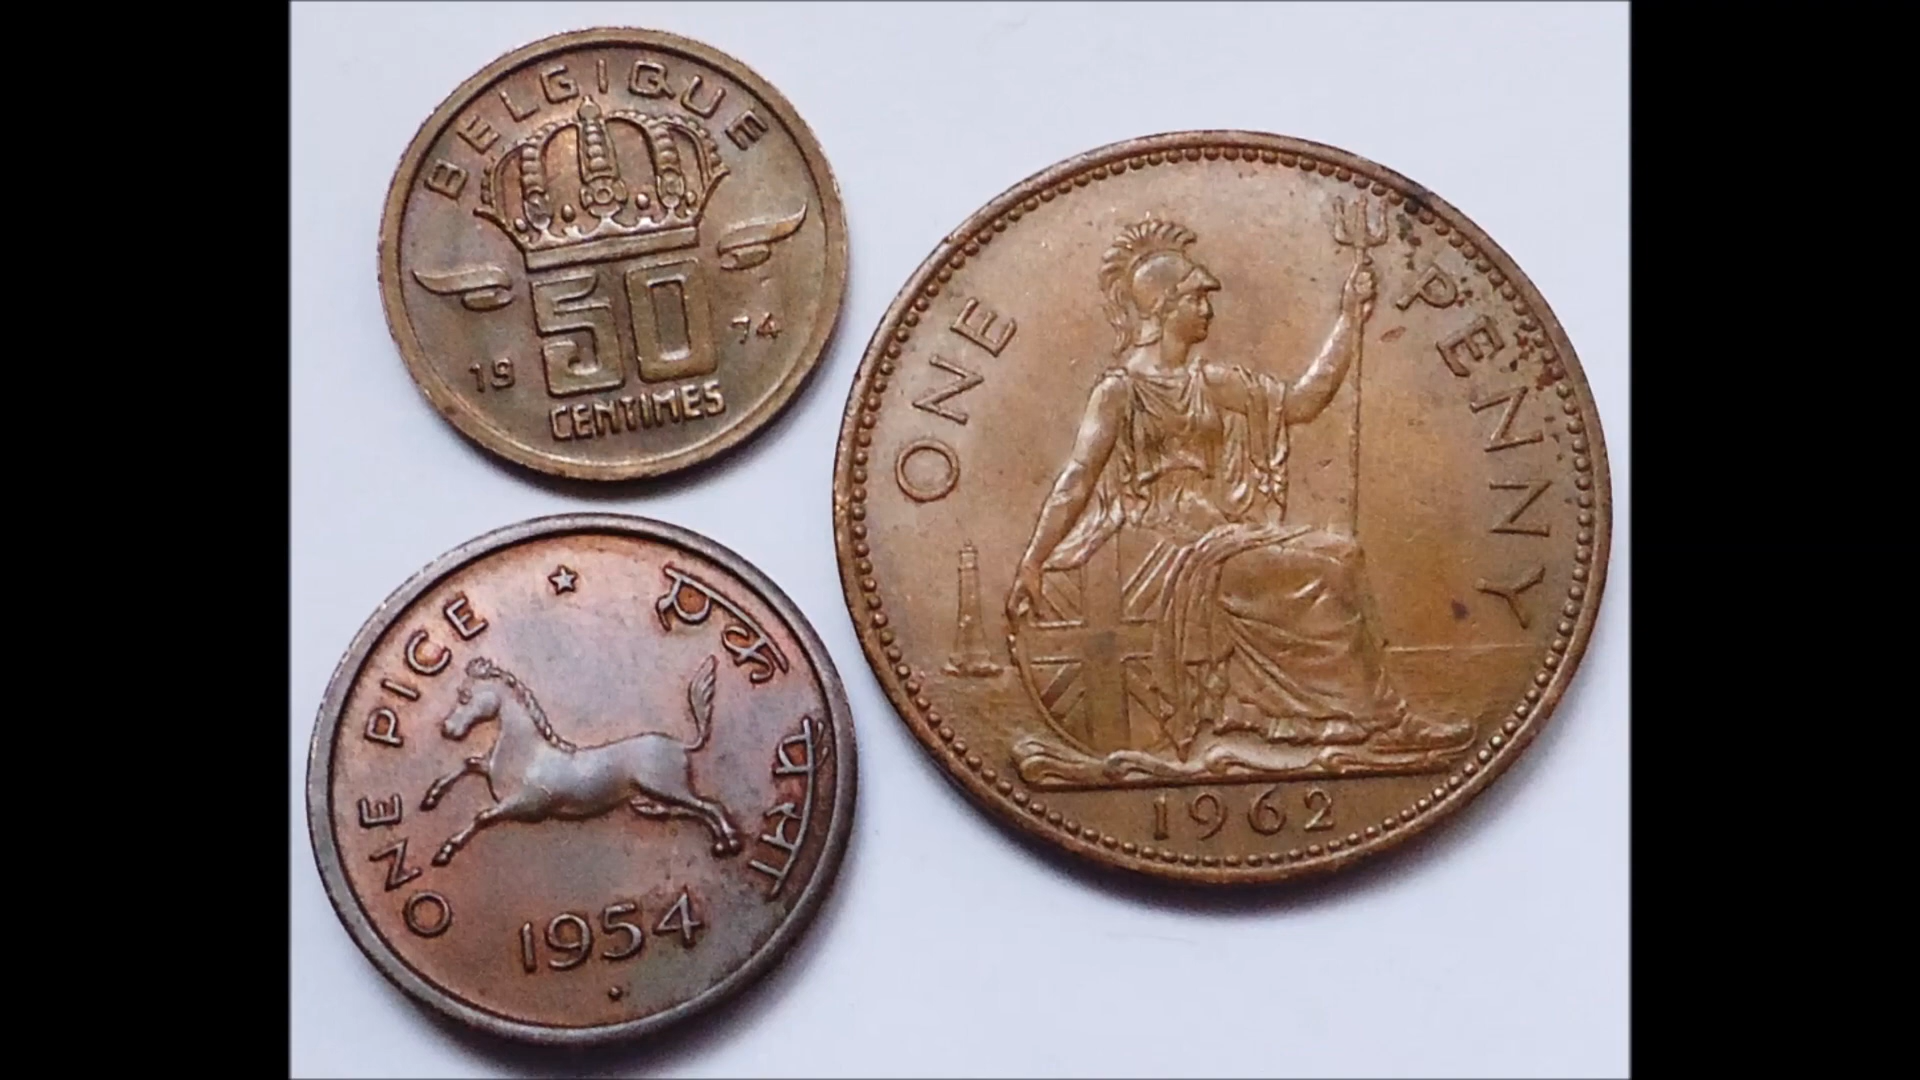 BELGIQUE
19 74
50
CENTIMES
ONE PENNY
1962
ONE PICE
एक पैसा
1954